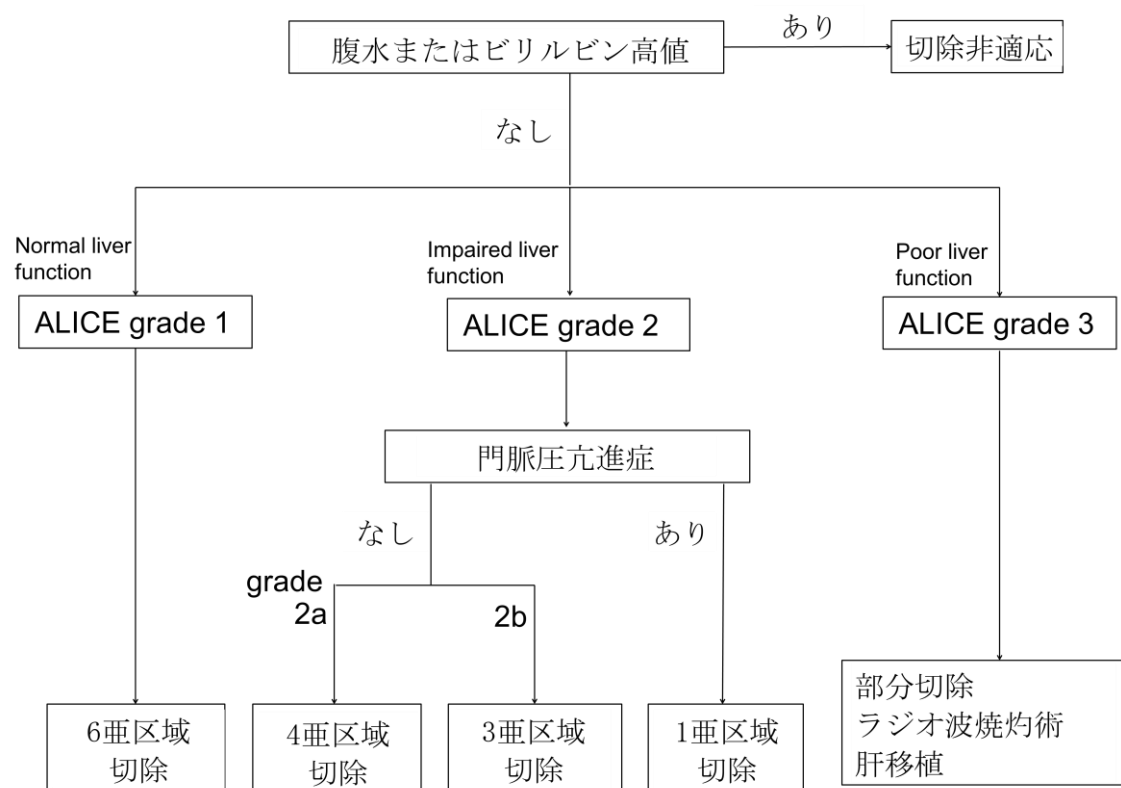 腹水またはビリルビン高値
あり
切除非適応
なし
Normal liver
function
ALICE grade 1
Impaired liver
function
ALICE grade 2
Poor liver
function
ALICE grade 3
門脈圧亢進症
なし
あり
grade
2a
2b
6亜区域
切除
4亜区域
切除
3亜区域
切除
1亜区域
切除
部分切除
ラジオ波焼灼術
肝移植